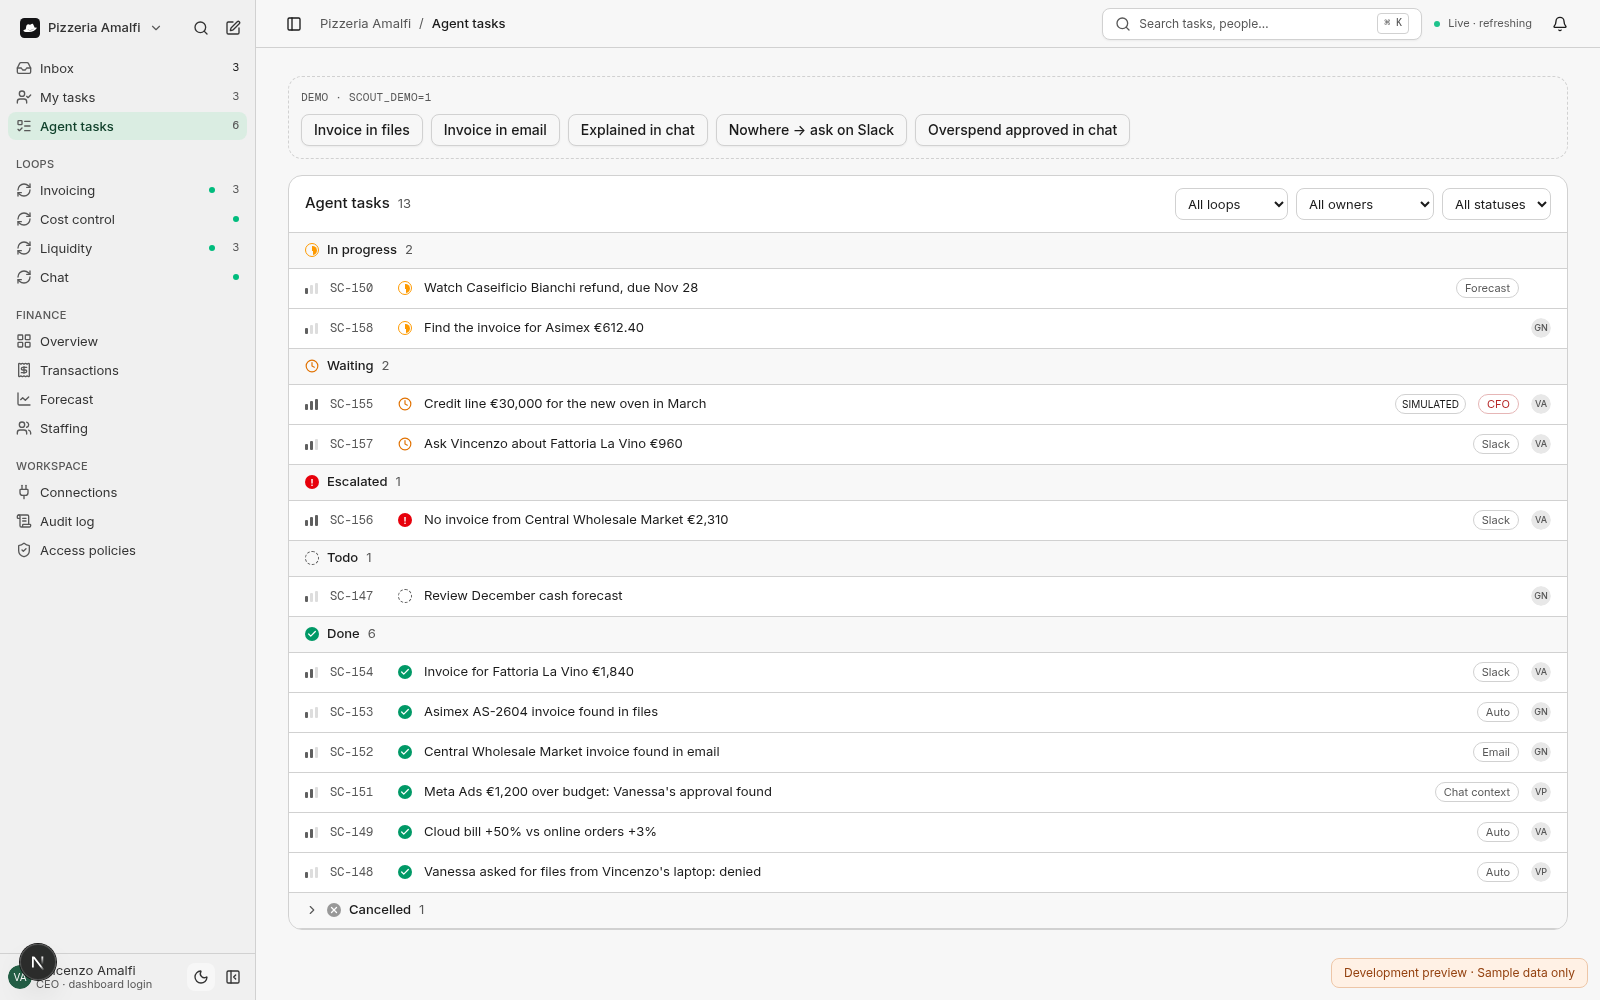 Pizzeria Amalfi
Inbox 3
My tasks 3
Agent tasks 6
LOOPS
Invoicing 3
Cost control
Liquidity 3
Chat
FINANCE
Overview
Transactions
Forecast
Staffing
WORKSPACE
Connections
Audit log
Access policies
VA
N
cenzo Amalfi
CEO · dashboard login
Pizzeria Amalfi / Agent tasks
Search tasks, people... ⌘ K
Live · refreshing
DEMO · SCOUT_DEMO=1
Invoice in files
Invoice in email
Explained in chat
Nowhere → ask on Slack
Overspend approved in chat
Agent tasks 13
All loops
All owners
All statuses
In progress 2
SC-150 Watch Caseificio Bianchi refund, due Nov 28 Forecast
SC-158 Find the invoice for Asimex €612.40 GN
Waiting 2
SC-155 Credit line €30,000 for the new oven in March SIMULATED CFO VA
SC-157 Ask Vincenzo about Fattoria La Vino €960 Slack VA
Escalated 1
SC-156 No invoice from Central Wholesale Market €2,310 Slack VA
Todo 1
SC-147 Review December cash forecast GN
Done 6
SC-154 Invoice for Fattoria La Vino €1,840 Slack VA
SC-153 Asimex AS-2604 invoice found in files Auto GN
SC-152 Central Wholesale Market invoice found in email Email GN
SC-151 Meta Ads €1,200 over budget: Vanessa's approval found Chat context VP
SC-149 Cloud bill +50% vs online orders +3% Auto VA
SC-148 Vanessa asked for files from Vincenzo's laptop: denied Auto VP
Cancelled 1
Development preview · Sample data only